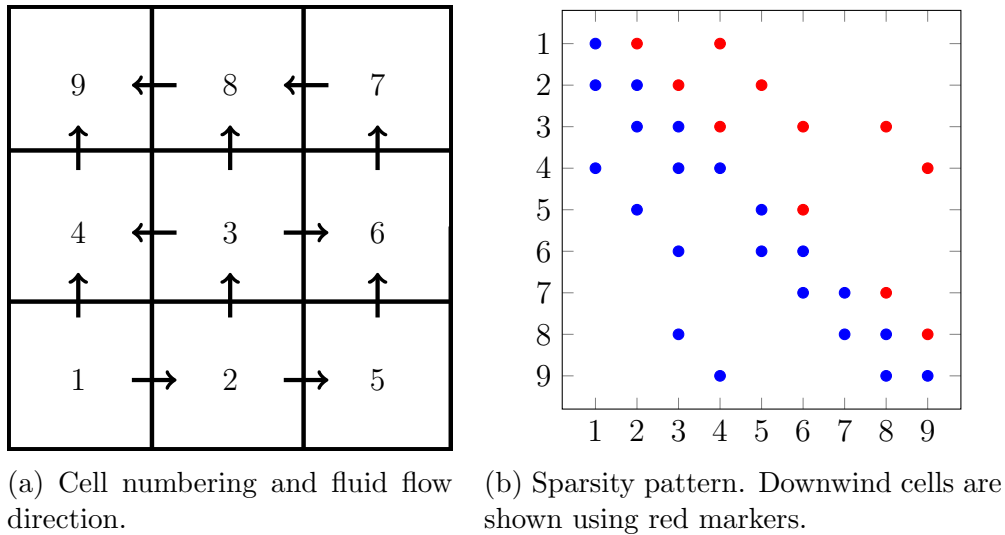 9 8 7
4 3 6
1 2 5
1
2
3
4
5
6
7
8
9
1 2 3 4 5 6 7 8 9
(a) Cell numbering and fluid flow
direction.
(b) Sparsity pattern. Downwind cells are
shown using red markers.